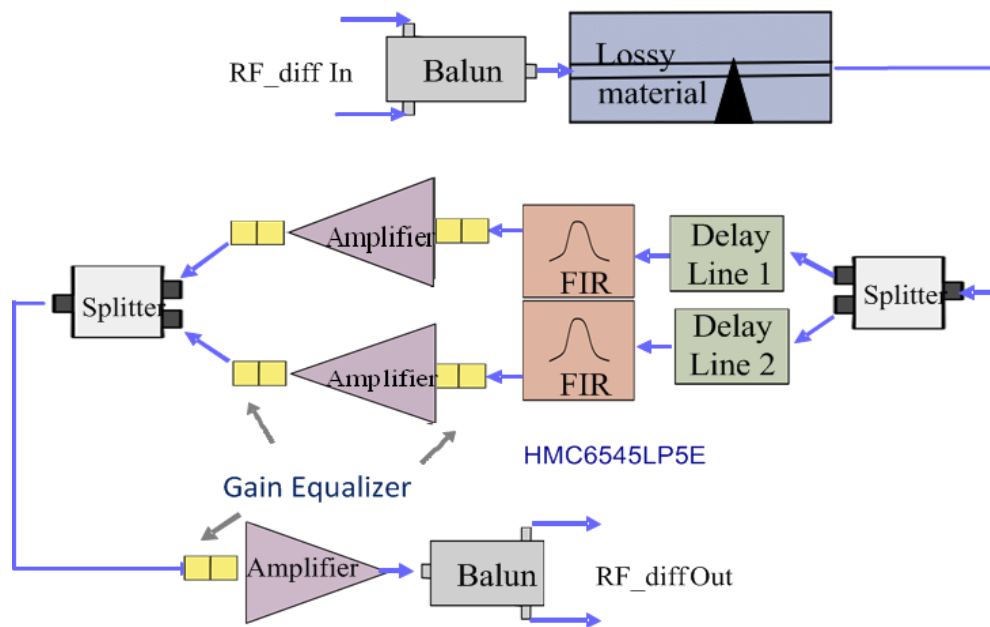 RF_diff In
Balun
Lossy
material
Amplifier
FIR
Delay
Line 1
Splitter
Splitter
Amplifier
FIR
Delay
Line 2
HMC6545LP5E
Gain Equalizer
Amplifier
Balun
RF_diffOut